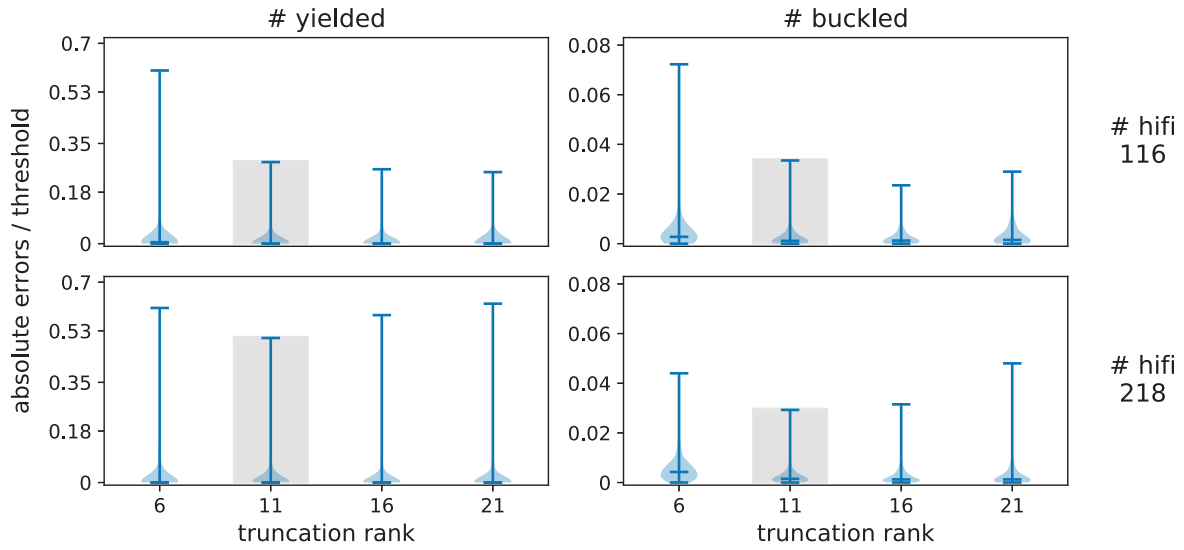 # yielded
# buckled
absolute errors / threshold
0.7
0.53
0.35
0.18
0
0.08
0.06
0.04
0.02
0
# hifi
116
0.7
0.53
0.35
0.18
0
0.08
0.06
0.04
0.02
0
# hifi
218
6 11 16 21
6 11 16 21
truncation rank
truncation rank